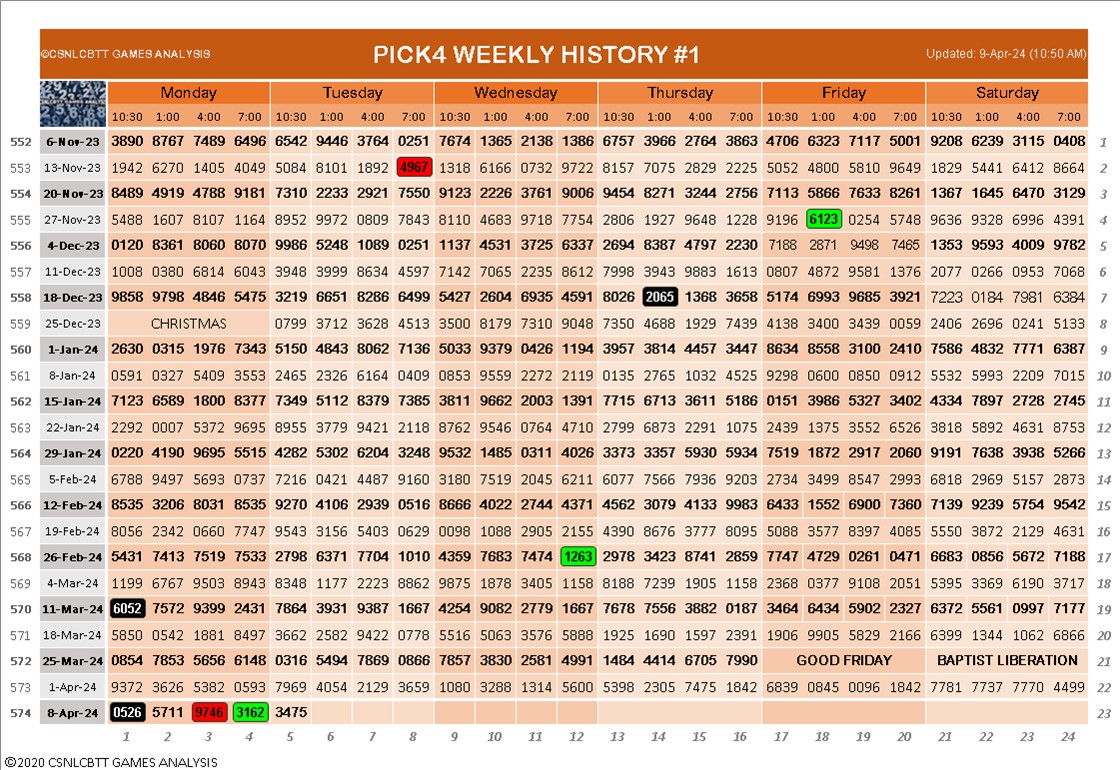 ©CSNLCBTT GAMES ANALYSIS PICK4 WEEKLY HISTORY #1 Updated: 9-Apr-24 (10:50 AM)
Monday Tuesday Wednesday Thursday Friday Saturday
10:30 1:00 4:00 7:00 10:30 1:00 4:00 7:00 10:30 1:00 4:00 7:00 10:30 1:00 4:00 7:00 10:30 1:00 4:00 7:00 10:30 1:00 4:00 7:00
552 6-Nov-23 3890 8767 7489 6496 6542 9446 3764 0251 7674 1365 2138 1386 6757 3966 2764 3863 4706 6323 7117 5001 9208 6239 3115 0408 1
553 13-Nov-23 1942 6270 1405 4049 5084 8101 1892 4967 1318 6166 0732 9722 8157 7075 2829 2225 5052 4800 5810 9649 1829 5441 6412 8664 2
554 20-Nov-23 8489 4919 4788 9181 7310 2233 2921 7550 9123 2226 3761 9006 9454 8271 3244 2756 7113 5866 7633 8261 1367 1645 6470 3129 3
555 27-Nov-23 5488 1607 8107 1164 8952 9972 0809 7843 8110 4683 9718 7754 2806 1927 9648 1228 9196 6123 0254 5748 9636 9328 6996 4391 4
556 4-Dec-23 0120 8361 8060 8070 9986 5248 1089 0251 1137 4531 3725 6337 2694 8387 4797 2230 7188 2871 9498 7465 1353 9593 4009 9782 5
557 11-Dec-23 1008 0380 6814 6043 3948 3999 8634 4597 7142 7065 2235 8612 7998 3943 9883 1613 0807 4872 9581 1376 2077 0266 0953 7068 6
558 18-Dec-23 9858 9798 4846 5475 3219 6651 8286 6499 5427 2604 6935 4591 8026 2065 1368 3658 5174 6993 9685 3921 7223 0184 7981 6384 7
559 25-Dec-23 CHRISTMAS 0799 3712 3628 4513 3500 8179 7310 9048 7350 4688 1929 7439 4138 3400 3439 0059 2406 2696 0241 5133 8
560 1-Jan-24 2630 0315 1976 7343 5150 4843 8062 7136 5033 9379 0426 1194 3957 3814 4457 3447 8634 8558 3100 2410 7586 4832 7771 6387 9
561 8-Jan-24 0591 0327 5409 3553 2465 2326 6164 0409 0853 9559 2272 2119 0135 2765 1032 4525 9298 0600 0850 0912 5532 5993 2209 7015 10
562 15-Jan-24 7123 6589 1800 8377 7349 5112 8379 7385 3811 9662 2003 1391 7715 6713 3611 5186 0151 3986 5327 3402 4334 7897 2728 2745 11
563 22-Jan-24 2292 0007 5372 9695 8955 3779 9421 2118 8762 9546 0764 4710 2799 6873 2291 1075 2439 1375 3552 6526 3818 5892 4631 8753 12
564 29-Jan-24 0220 4190 9695 5515 4282 5302 6204 3248 9532 1485 0311 4026 3373 3357 5930 5934 7519 1872 2917 2060 9191 7638 3938 5266 13
565 5-Feb-24 6788 9497 5693 0737 7216 0421 4487 9160 3180 7519 2045 6211 6077 7566 7936 9203 2734 3499 8547 2993 6818 2969 5157 2873 14
566 12-Feb-24 8535 3206 8031 8535 9270 4106 2939 0516 8666 4022 2744 4371 4562 3079 4133 9983 6433 1552 6900 7360 7139 9239 5754 9542 15
567 19-Feb-24 8056 2342 0660 7747 9543 3156 5403 0629 0098 1088 2905 2155 4390 8676 3777 8095 5088 3577 8397 4085 5550 3872 2129 4631 16
568 26-Feb-24 5431 7413 7519 7533 2798 6371 7704 1010 4359 7683 7474 1263 2978 3423 8741 2859 7747 4729 0261 0471 6683 0856 5672 7188 17
569 4-Mar-24 1199 6767 9503 8943 8348 1177 2223 8862 9875 1878 3405 1158 8188 7239 1905 1158 2368 0377 9108 2051 5395 3369 6190 3717 18
570 11-Mar-24 6052 7572 9399 2431 7864 3931 9387 1667 4254 9082 2779 1667 7678 7556 3882 0187 3464 6434 5902 2327 6372 5561 0997 7177 19
571 18-Mar-24 5850 0542 1881 8497 3662 2582 9422 0778 5516 5063 3576 5888 1925 1690 1597 2391 1906 9905 5829 2166 6399 1344 1062 6866 20
572 25-Mar-24 0854 7853 5656 6148 0316 5494 7869 0866 7857 3830 2581 4991 1484 4414 6705 7990 GOOD FRIDAY BAPTIST LIBERATION 21
573 1-Apr-24 9372 3626 5382 0593 7969 4054 2129 3659 1080 3288 1314 5600 5398 2305 7475 1842 6839 0845 0096 1842 7781 7737 7770 4499 22
574 8-Apr-24 0526 5711 9746 3162 3475 23
1 2 3 4 5 6 7 8 9 10 11 12 13 14 15 16 17 18 19 20 21 22 23 24
©2020 CSNLCBTT GAMES ANALYSIS